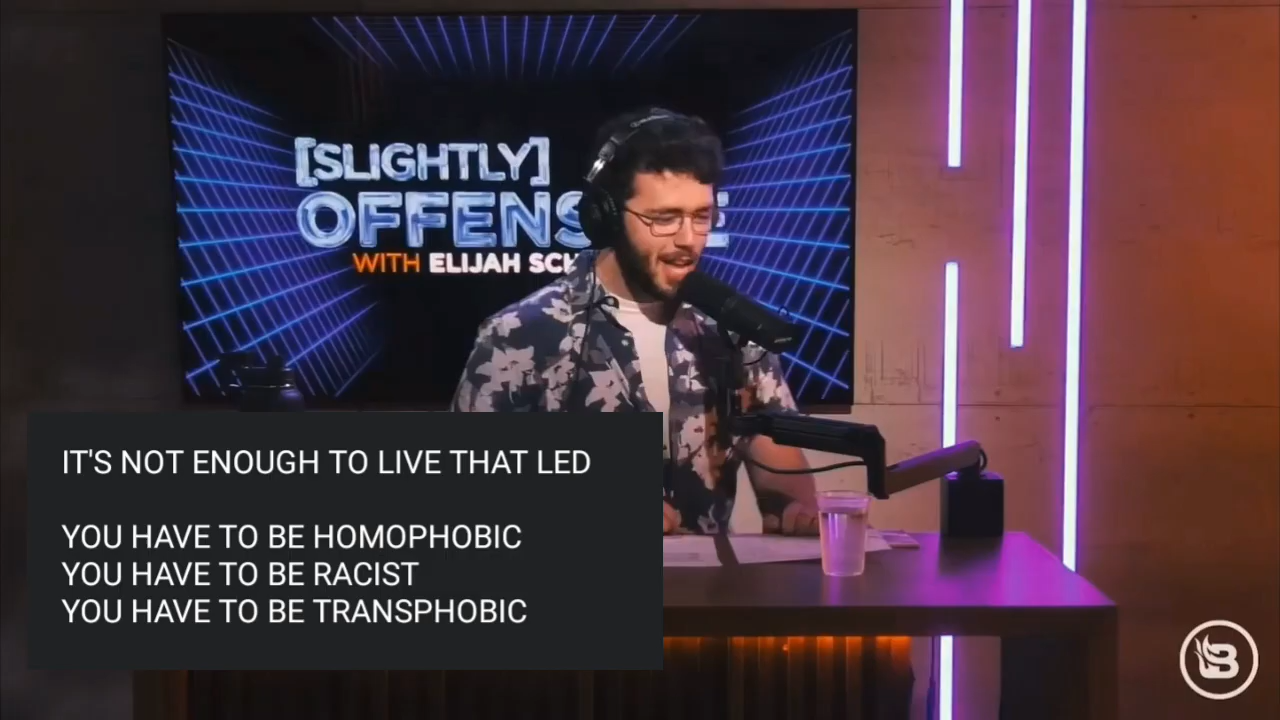 [SLIGHTLY]
OFFENS E
WITH ELIJAH SCH
IT'S NOT ENOUGH TO LIVE THAT LED
YOU HAVE TO BE HOMOPHOBIC
YOU HAVE TO BE RACIST
YOU HAVE TO BE TRANSPHOBIC
B